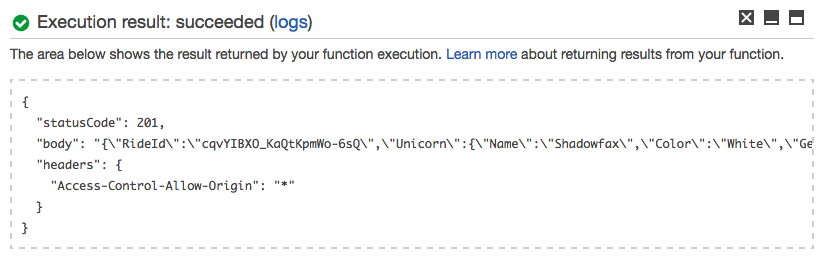 Execution result: succeeded (logs)
The area below shows the result returned by your function execution. Learn more about returning results from your function.
{
"statusCode": 201,
"body": "{\"RideId\":\"cqvYIBXO_KaQtKpmWo-6sQ\",\"Unicorn\":{\"Name\":\"Shadowfax\",\"Color\":\"White\",\"Ge
"headers": {
"Access-Control-Allow-Origin": "*"
}
}